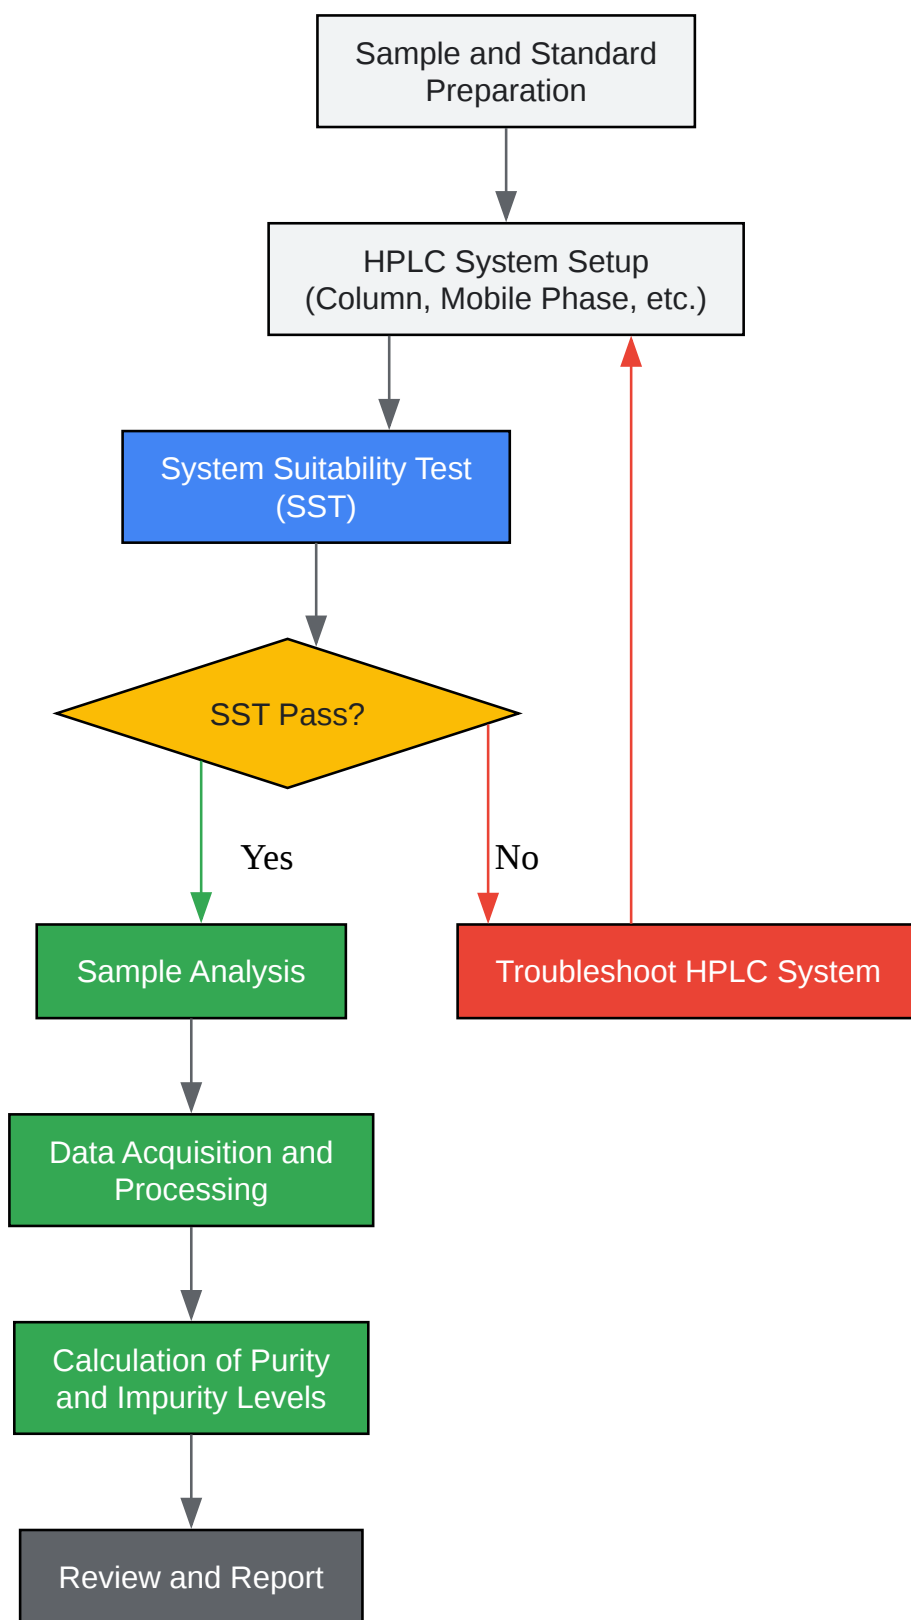 Sample and Standard
Preparation
HPLC System Setup
(Column, Mobile Phase, etc.)
System Suitability Test
(SST)
SST Pass?
Yes
No
Sample Analysis
Troubleshoot HPLC System
Data Acquisition and
Processing
Calculation of Purity
and Impurity Levels
Review and Report